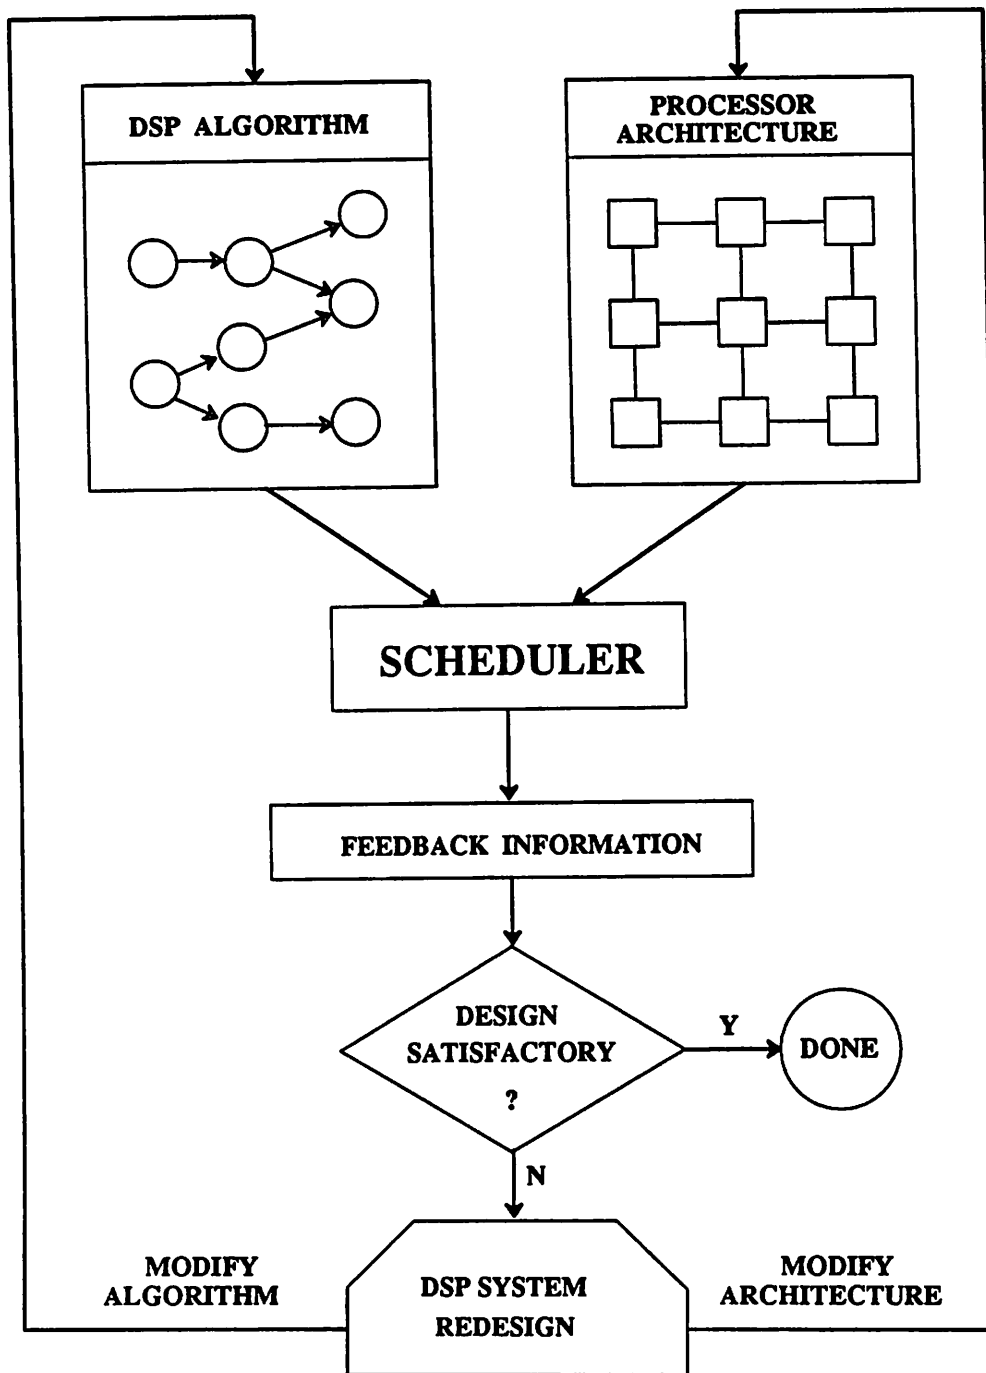 DSP ALGORITHM
PROCESSOR
ARCHITECTURE
SCHEDULER
FEEDBACK INFORMATION
DESIGN
SATISFACTORY
?
Y
DONE
N
MODIFY
ALGORITHM
DSP SYSTEM
REDESIGN
MODIFY
ARCHITECTURE